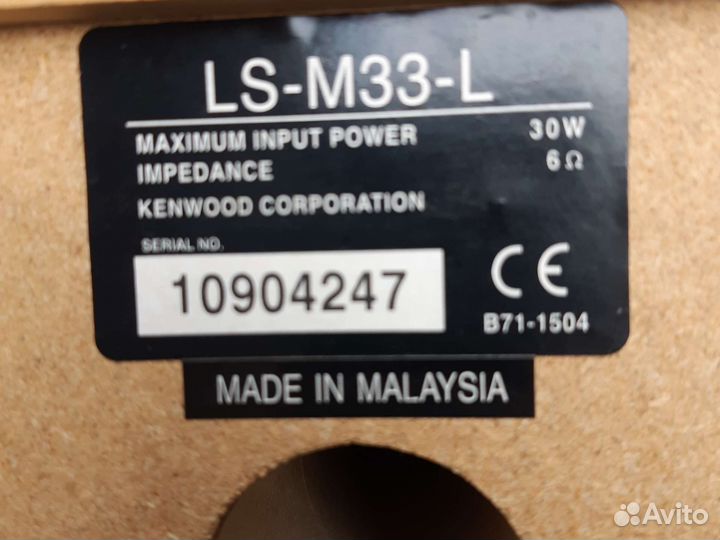 LS-M33-L
MAXIMUM INPUT POWER 30W
IMPEDANCE 6Ω
KENWOOD CORPORATION
SERIAL NO.
10904247
CE
B71-1504
MADE IN MALAYSIA
Avito